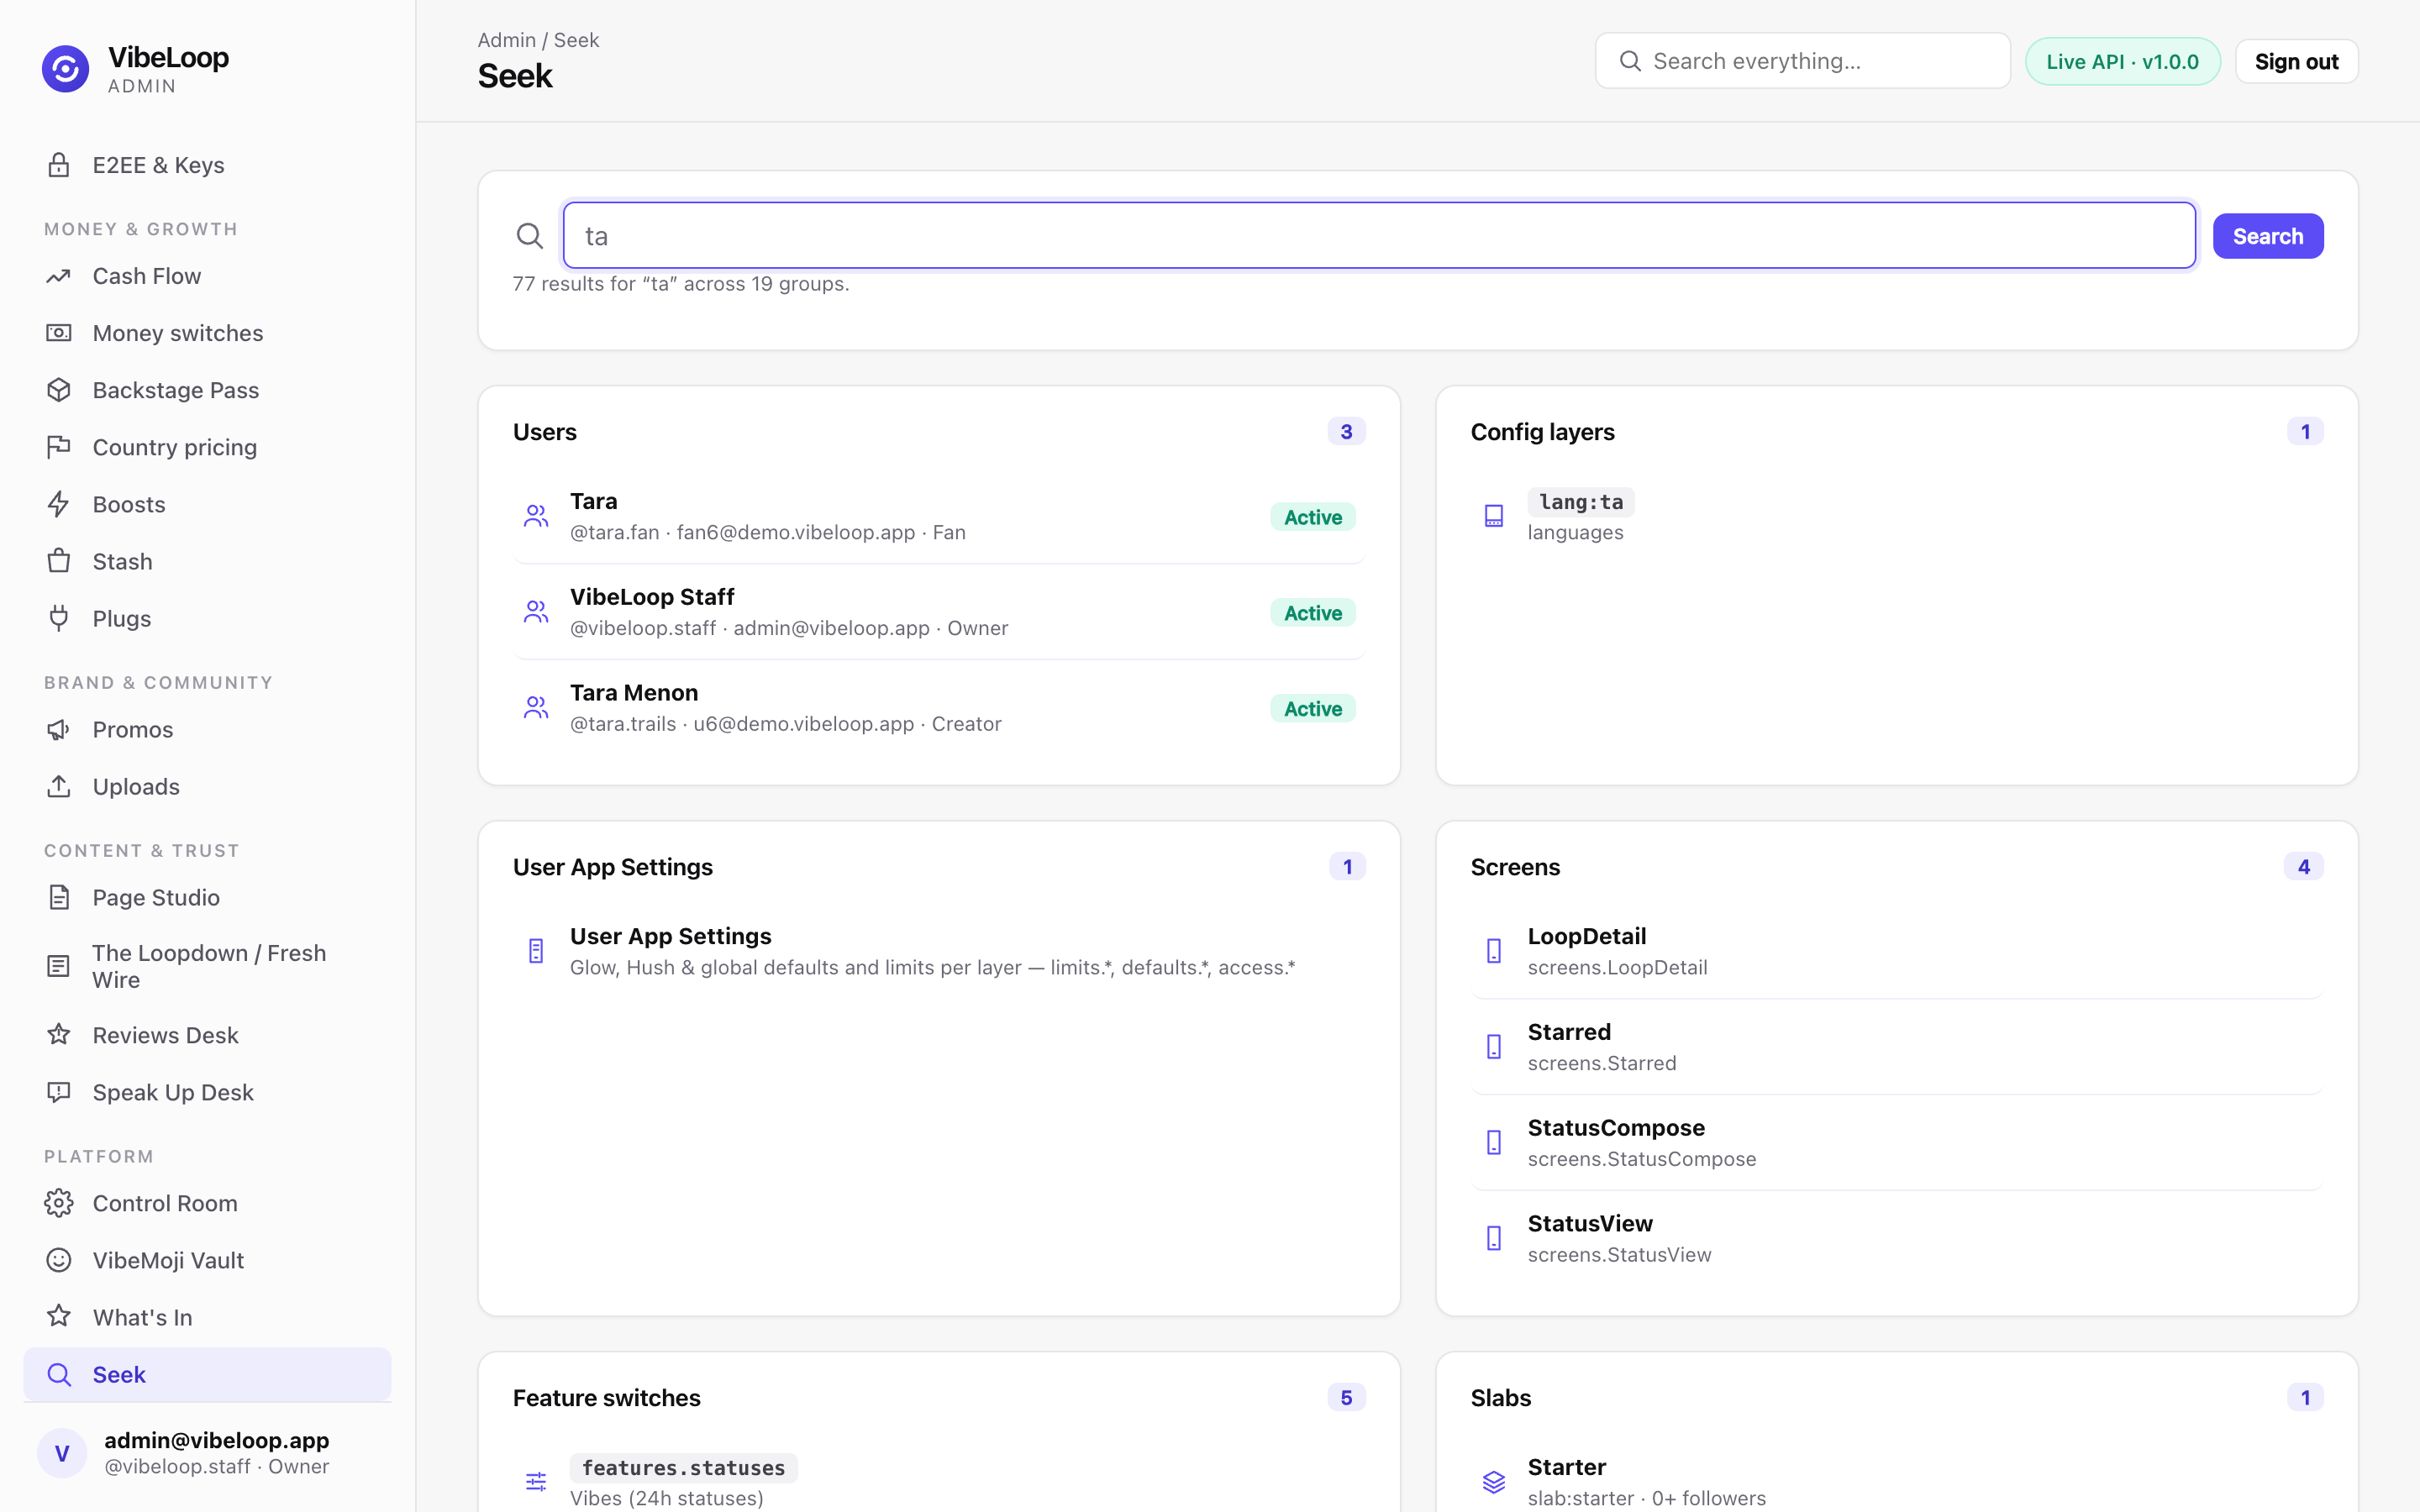 VibeLoop
ADMIN
E2EE & Keys
MONEY & GROWTH
Cash Flow
Money switches
Backstage Pass
Country pricing
Boosts
Stash
Plugs
BRAND & COMMUNITY
Promos
Uploads
CONTENT & TRUST
Page Studio
The Loopdown / Fresh
Wire
Reviews Desk
Speak Up Desk
PLATFORM
Control Room
VibeMoji Vault
What's In
Seek
V
admin@vibeloop.app
@vibeloop.staff · Owner
Admin / Seek
Seek
Search everything...
Live API · v1.0.0
Sign out
ta
Search
77 results for “ta” across 19 groups.
Users
3
Tara
@tara.fan · fan6@demo.vibeloop.app · Fan
Active
VibeLoop Staff
@vibeloop.staff · admin@vibeloop.app · Owner
Active
Tara Menon
@tara.trails · u6@demo.vibeloop.app · Creator
Active
Config layers
1
lang:ta
languages
User App Settings
1
User App Settings
Glow, Hush & global defaults and limits per layer — limits.*, defaults.*, access.*
Screens
4
LoopDetail
screens.LoopDetail
Starred
screens.Starred
StatusCompose
screens.StatusCompose
StatusView
screens.StatusView
Feature switches
5
features.statuses
Vibes (24h statuses)
Slabs
1
Starter
slab:starter · 0+ followers